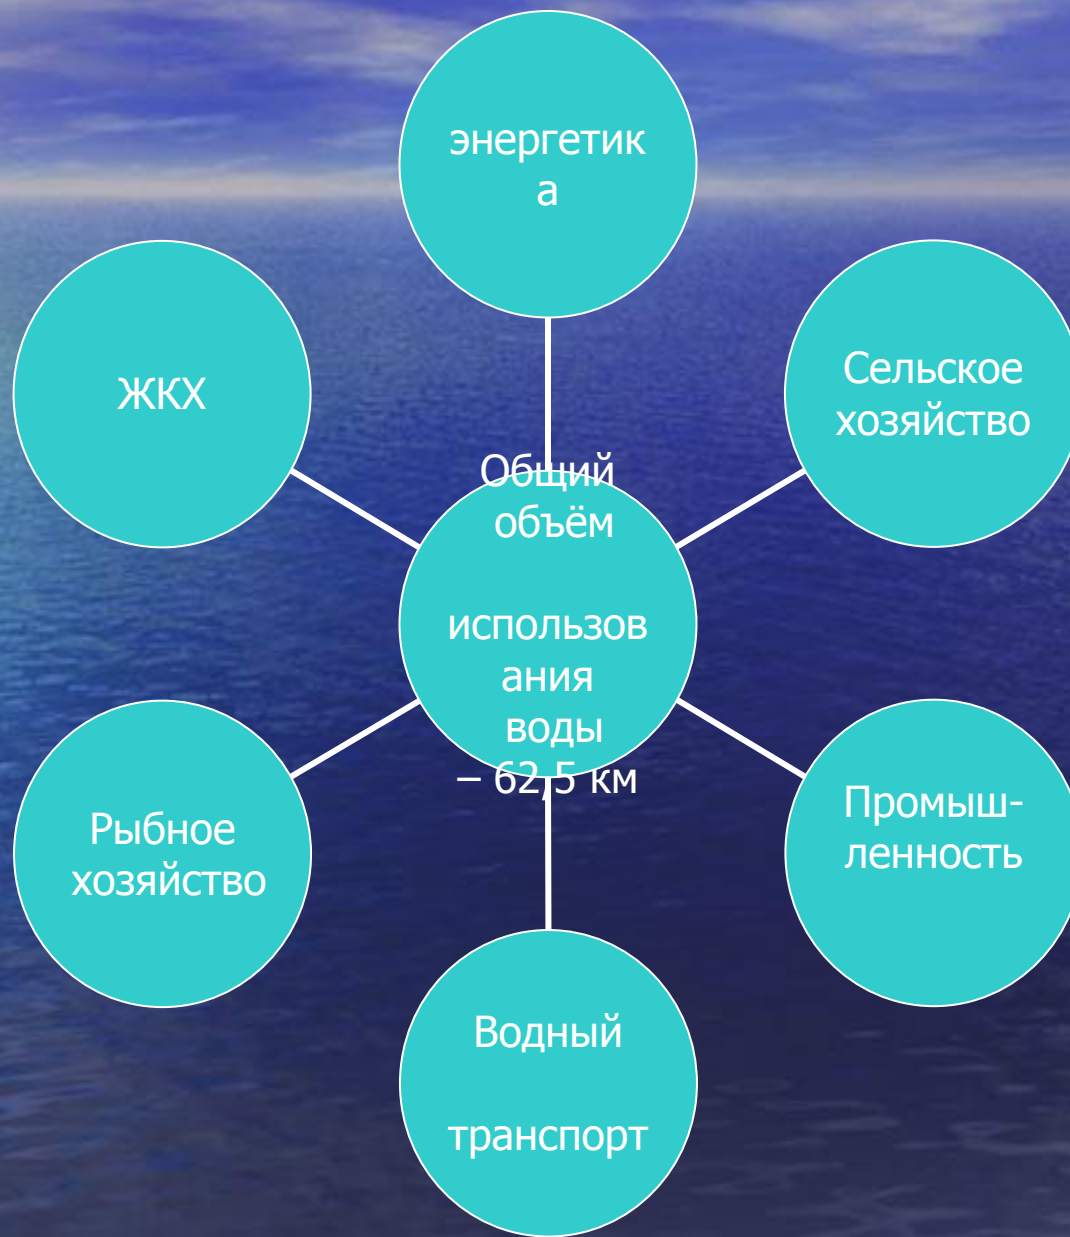 энергетик
а
ЖКХ
Сельское
хозяйство
Общий
объём
использов
ания
воды
– 62,5 км
Рыбное
хозяйство
Промыш-
ленность
Водный
транспорт